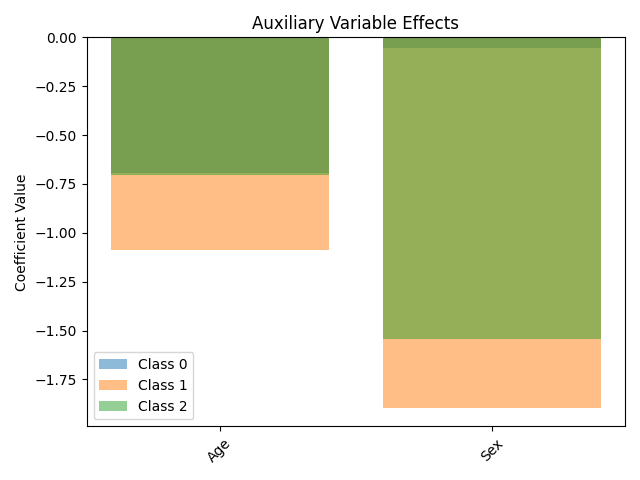 Auxiliary Variable Effects
Coefficient Value
0.00
−0.25
−0.50
−0.75
−1.00
−1.25
−1.50
−1.75
Class 0
Class 1
Class 2
Age
Sex